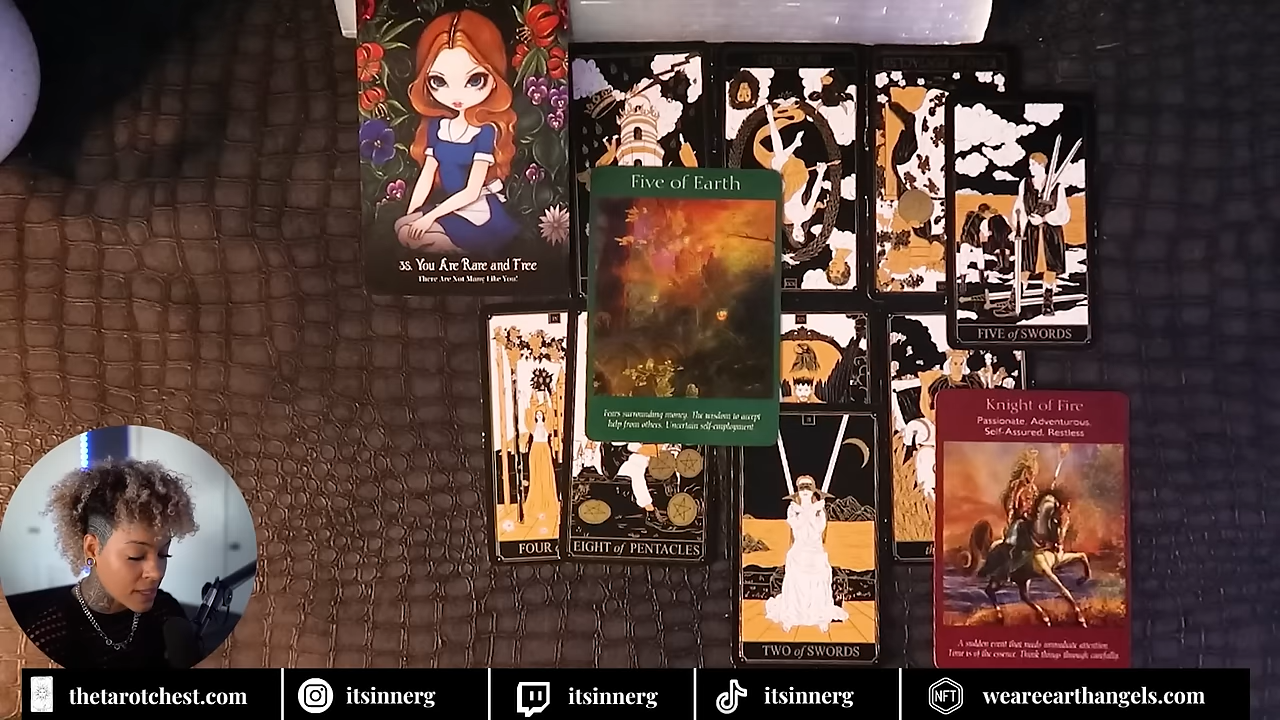 38. You Are Rare and Free
There Are Not Many Like You!
Five of Earth
Fears surrounding money. The wisdom to accept
help from others. Uncertain self-employment
FIVE of SWORDS
FOUR
EIGHT of PENTACLES
II
TWO of SWORDS
Knight of Fire
Passionate, Adventurous,
Self-Assured, Restless
A sudden event that needs immediate attention.
Time is of the essence. Think things through carefully.
thetarotchest.com
itsinnerg
itsinnerg
itsinnerg
NFT
weareearthangels.com